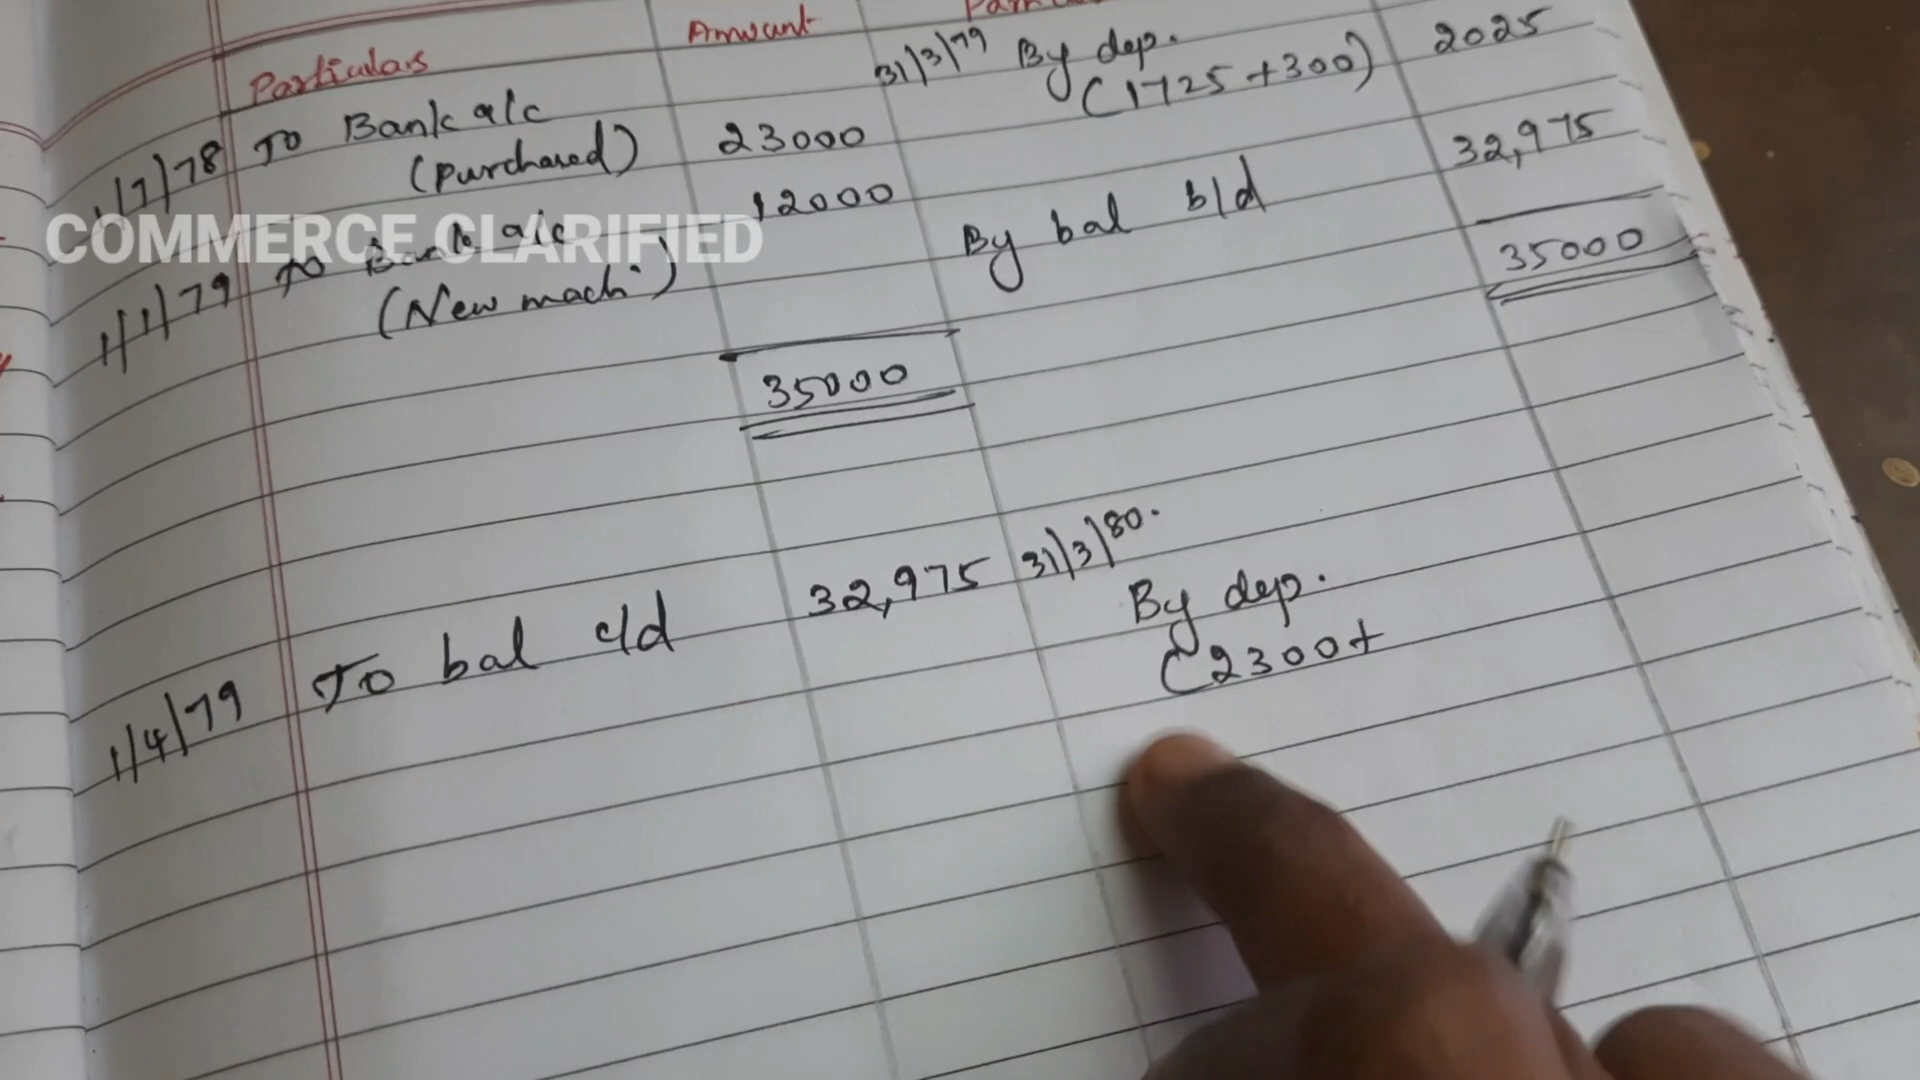 Particulars
Amount
1/7/78 To Bank a/c
(purchased)
23000
1/1/79 To Bank a/c
(New mach.)
12000
35000
31/3/79 By dep.
(1725 + 300)
2025
By bal b/d
32,975
35000
1/4/79 To bal c/d
32,975
31/3/80.
By dep.
(2300+
COMMERCE CLARIFIED